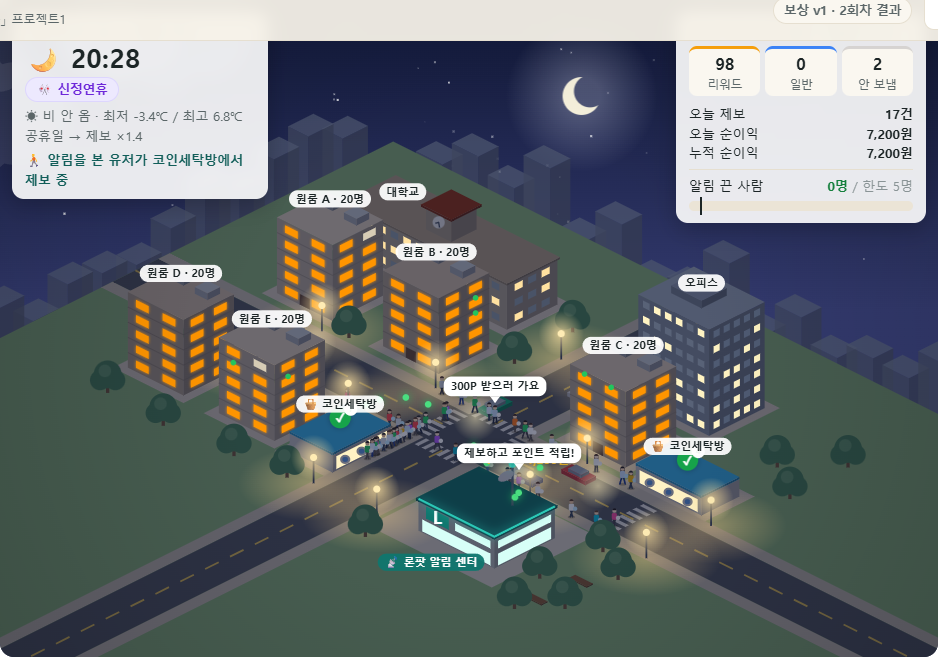 」 프로젝트1
보상 v1 · 2회차 결과
20:28
신정연휴
비 안 옴 · 최저 -3.4℃ / 최고 6.8℃
공휴일 → 제보 ×1.4
알림을 본 유저가 코인세탁방에서
제보 중
98
리워드
0
일반
2
안 보냄
오늘 제보 17건
오늘 순이익 7,200원
누적 순이익 7,200원
알림 끈 사람 0명 / 한도 5명
대학교
원룸 A · 20명
원룸 B · 20명
원룸 D · 20명
오피스
원룸 E · 20명
원룸 C · 20명
300P 받으러 가요
코인세탁방
코인세탁방
제보하고 포인트 적립!
L
론팟 알림 센터